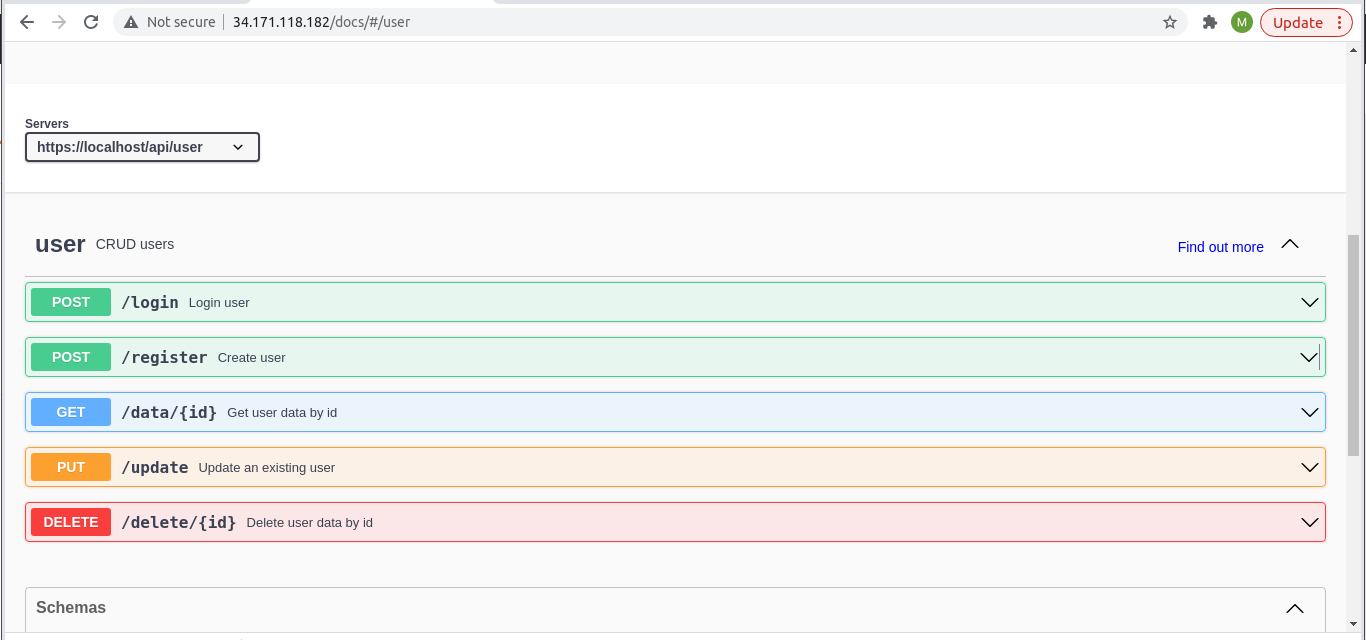 Not secure 34.171.118.182/docs/#/user M Update
Servers
https://localhost/api/user
user CRUD users Find out more
POST /login Login user
POST /register Create user
GET /data/{id} Get user data by id
PUT /update Update an existing user
DELETE /delete/{id} Delete user data by id
Schemas